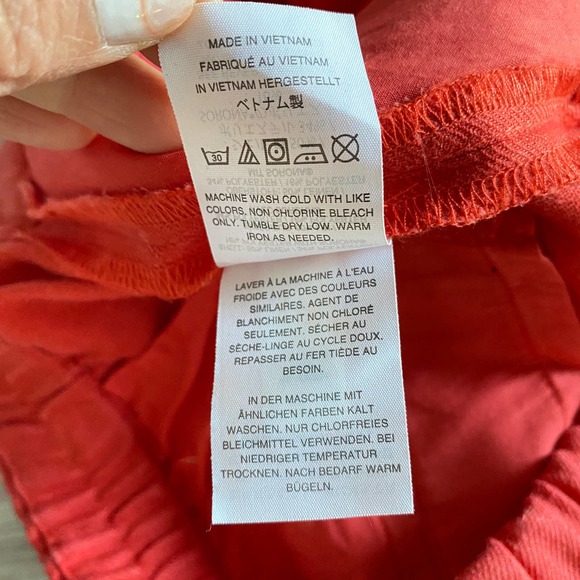 MADE IN VIETNAM
FABRIQUÉ AU VIETNAM
IN VIETNAM HERGESTELLT
ベトナム製
30
MACHINE WASH COLD WITH LIKE
COLORS. NON CHLORINE BLEACH
ONLY. TUMBLE DRY LOW. WARM
IRON AS NEEDED.
LAVER À LA MACHINE À L'EAU
FROIDE AVEC DES COULEURS
SIMILAIRES. AGENT DE
BLANCHIMENT NON CHLORÉ
SEULEMENT. SÉCHER AU
SÈCHE-LINGE AU CYCLE DOUX.
REPASSER AU FER TIÈDE AU
BESOIN.
IN DER MASCHINE MIT
ÄHNLICHEN FARBEN KALT
WASCHEN. NUR CHLORFREIES
BLEICHMITTEL VERWENDEN. BEI
NIEDRIGER TEMPERATUR
TROCKNEN. NACH BEDARF WARM
BÜGELN.